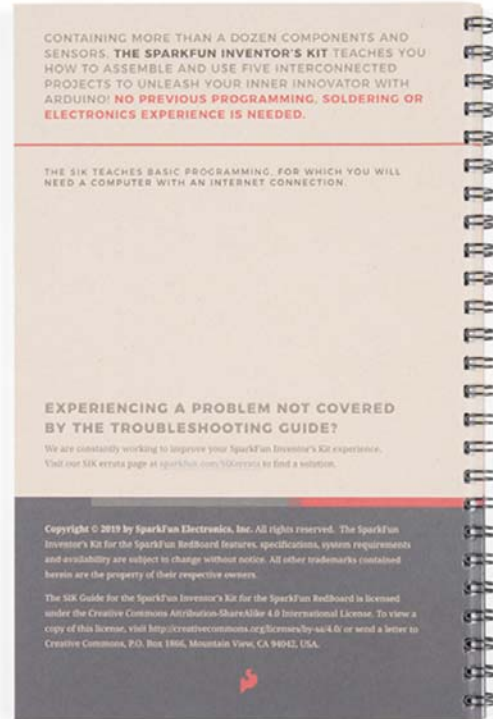 CONTAINING MORE THAN A DOZEN COMPONENTS AND
SENSORS, THE SPARKFUN INVENTOR'S KIT TEACHES YOU
HOW TO ASSEMBLE AND USE FIVE INTERCONNECTED
PROJECTS TO UNLEASH YOUR INNER INNOVATOR WITH
ARDUINO! NO PREVIOUS PROGRAMMING, SOLDERING OR
ELECTRONICS EXPERIENCE IS NEEDED.
THE SIK TEACHES BASIC PROGRAMMING, FOR WHICH YOU WILL
NEED A COMPUTER WITH AN INTERNET CONNECTION.
EXPERIENCING A PROBLEM NOT COVERED
BY THE TROUBLESHOOTING GUIDE?
We are constantly working to improve your SparkFun Inventor's Kit experience.
Visit our SIK errata page at sparkfun.com/SIKerrata to find a solution.
Copyright © 2019 by SparkFun Electronics, Inc. All rights reserved. The SparkFun
Inventor's Kit for the SparkFun RedBoard features, specifications, system requirements
and availability are subject to change without notice. All other trademarks contained
herein are the property of their respective owners.
The SIK Guide for the SparkFun Inventor's Kit for the SparkFun RedBoard is licensed
under the Creative Commons Attribution-ShareAlike 4.0 International License. To view a
copy of this license, visit http://creativecommons.org/licenses/by-sa/4.0/ or send a letter to
Creative Commons, P.O. Box 1866, Mountain View, CA 94042, USA.